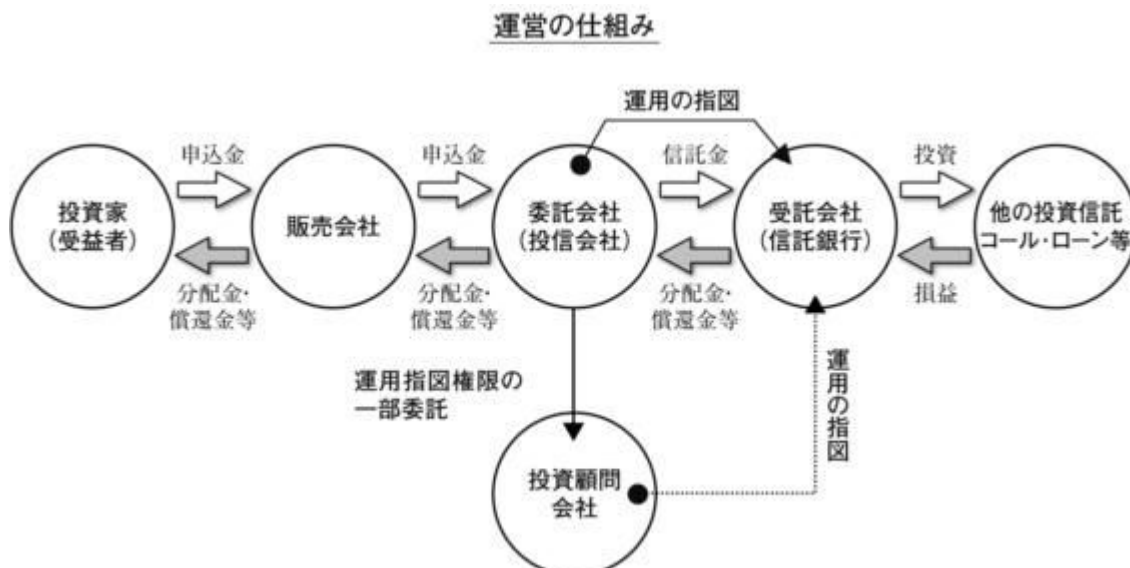 運営の仕組み
運用の指図
申込金
申込金
信託金
投資
投資家
(受益者)
販売会社
委託会社
(投信会社)
受託会社
(信託銀行)
他の投資信託
コール・ローン等
分配金・
償還金等
分配金・
償還金等
分配金・
償還金等
損益
運用指図権限の
一部委託
運用の指図
投資顧問
会社